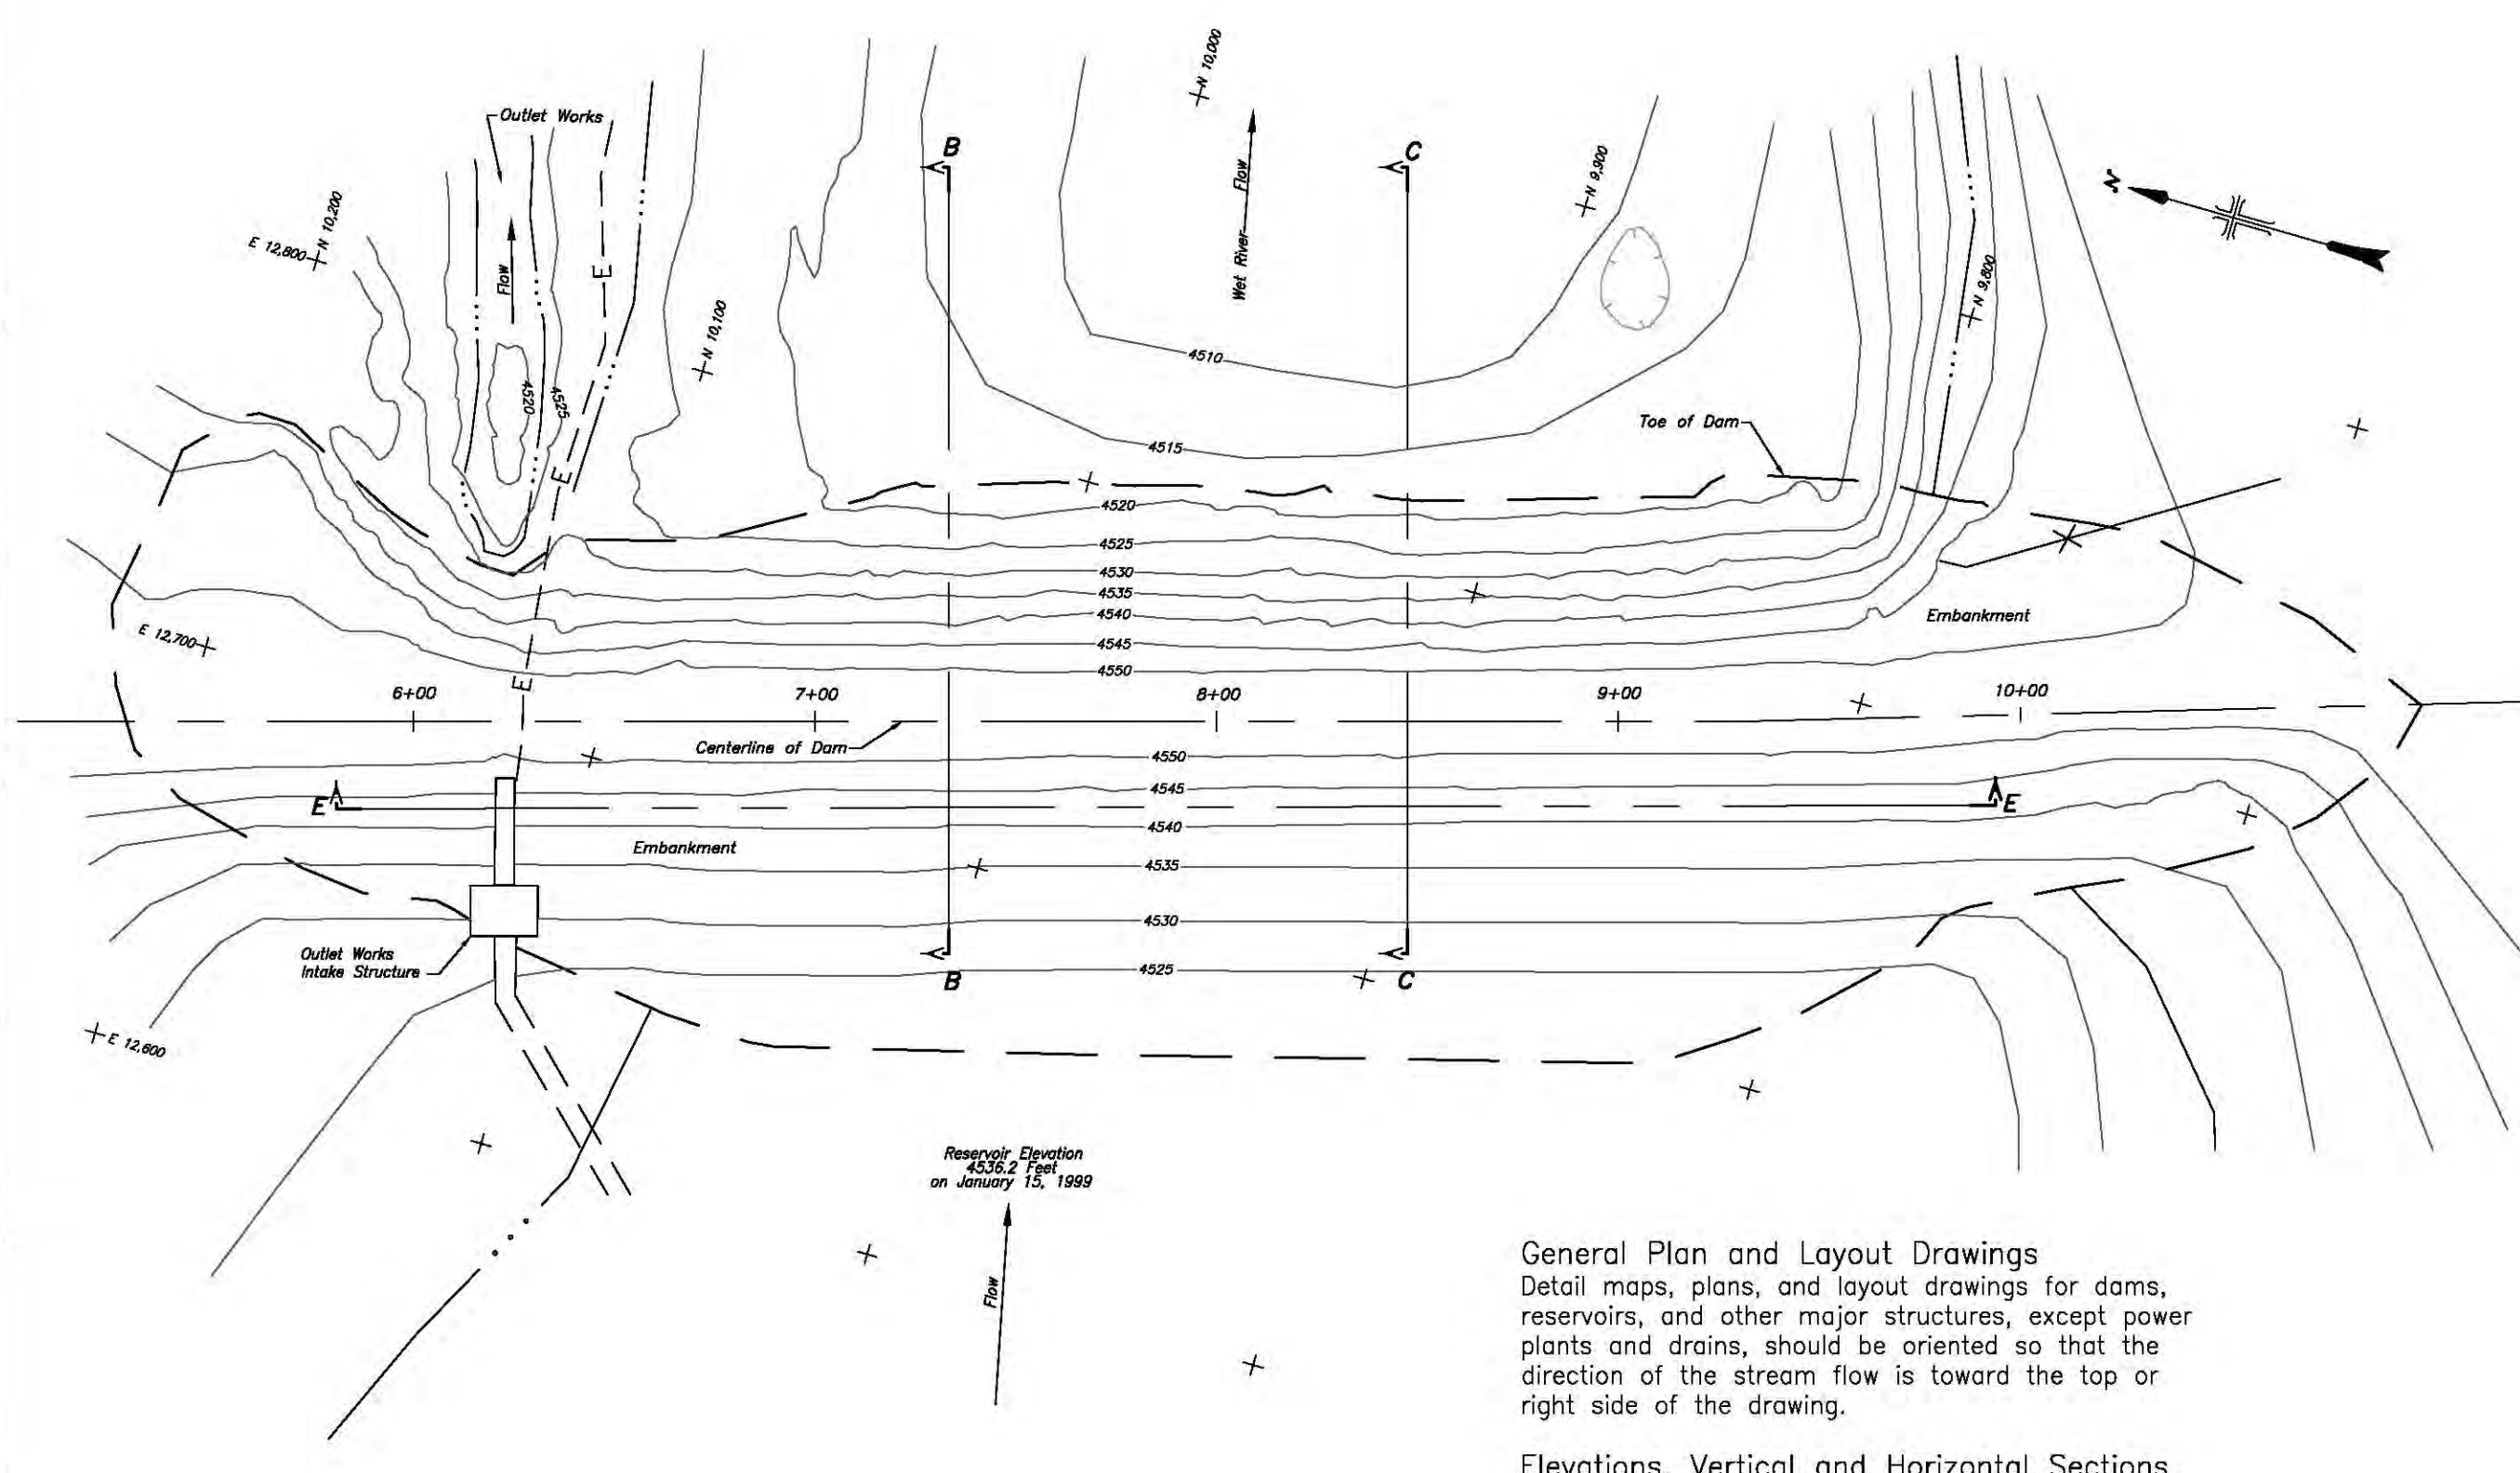 N 10,000
Outlet Works
B
C
N 9,900
N
E 12,800
N 10,200
Flow
E
Wet River
Flow
N 9,800
N 10,100
4510
4520
4525
Toe of Dam
4515
E
4520
4525
4530
4535
4540
Embankment
E 12,700
4545
4550
E
6+00
7+00
8+00
9+00
10+00
Centerline of Dam
4550
4545
E
E
4540
Embankment
4535
4530
Outlet Works
Intake Structure
4525
B
C
E 12,600
Reservoir Elevation
4536.2 Feet
on January 15, 1999
Flow
General Plan and Layout Drawings
Detail maps, plans, and layout drawings for dams,
reservoirs, and other major structures, except power
plants and drains, should be oriented so that the
direction of the stream flow is toward the top or
right side of the drawing.
Elevations, Vertical and Horizontal Sections